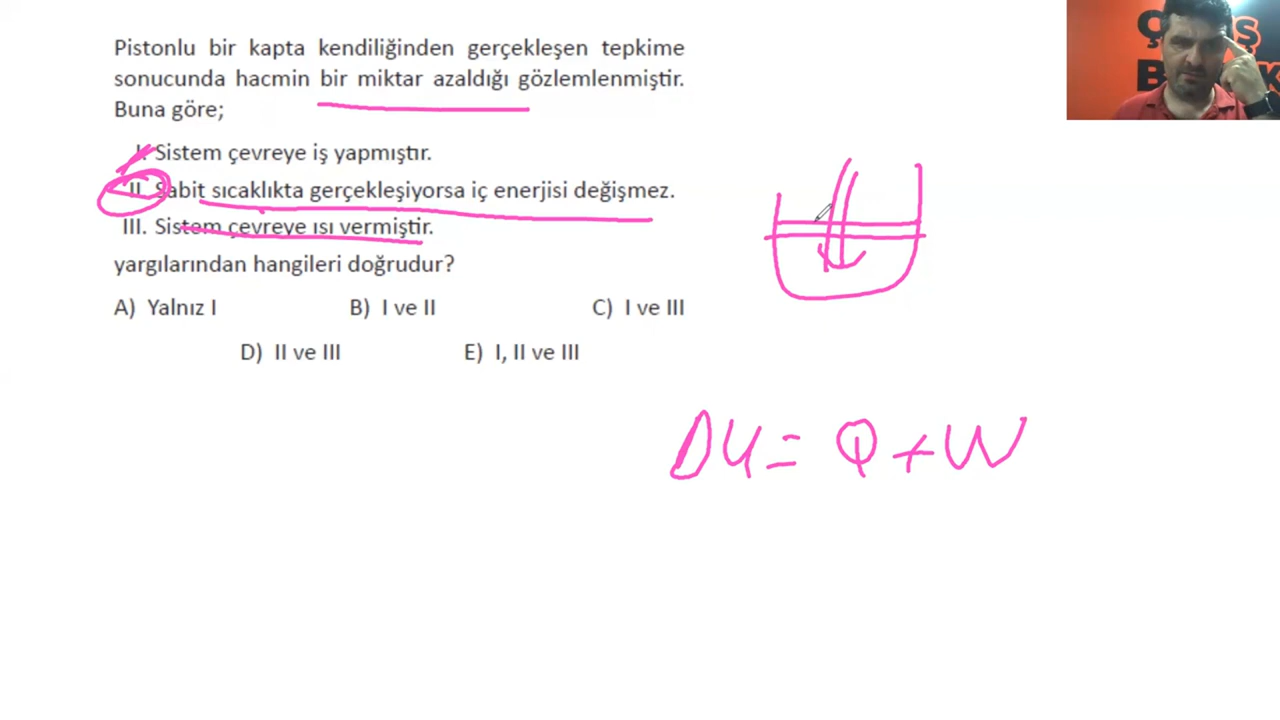 Pistonlu bir kapta kendiliğinden gerçekleşen tepkime
sonucunda hacmin bir miktar azaldığı gözlemlenmiştir.
Buna göre;
I. Sistem çevreye iş yapmıştır.
II. Sabit sıcaklıkta gerçekleşiyorsa iç enerjisi değişmez.
III. Sistem çevreye ısı vermiştir.
yargılarından hangileri doğrudur?
A) Yalnız I B) I ve II C) I ve III
D) II ve III E) I, II ve III
ΔU = Q + W